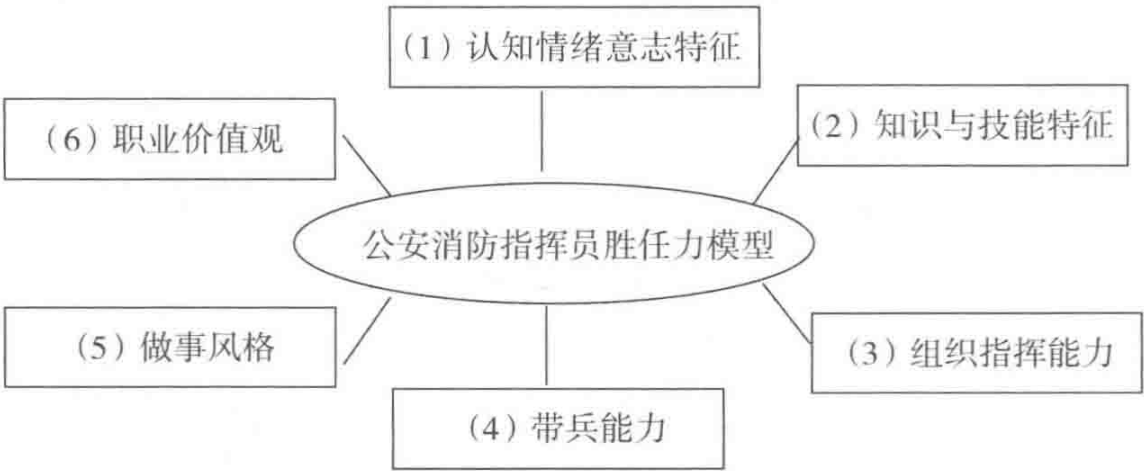 （1）认知情绪意志特征
（2）知识与技能特征
（6）职业价值观
公安消防指挥员胜任力模型
（5）做事风格
（3）组织指挥能力
（4）带兵能力